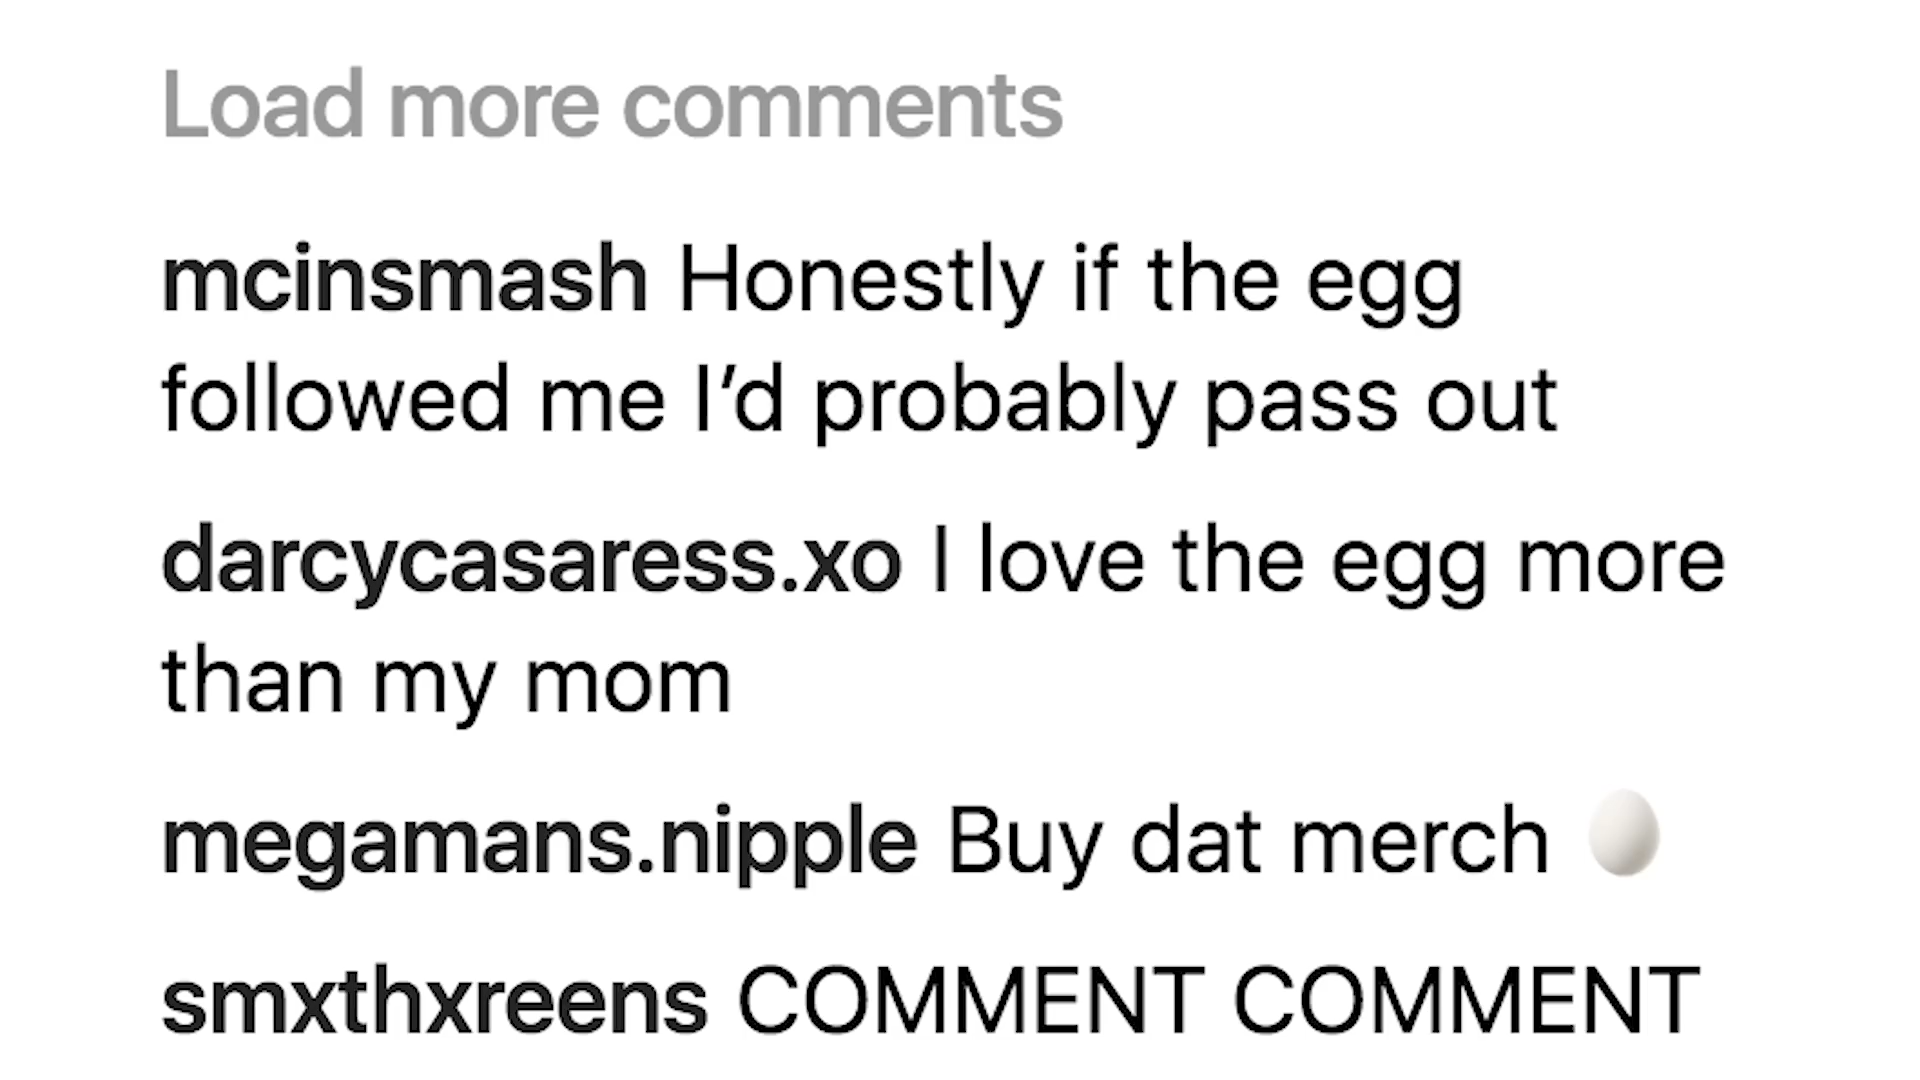 Load more comments
mcinsmash Honestly if the egg
followed me I’d probably pass out
darcycasaress.xo I love the egg more
than my mom
megamans.nipple Buy dat merch 🥚
smxthxreens COMMENT COMMENT